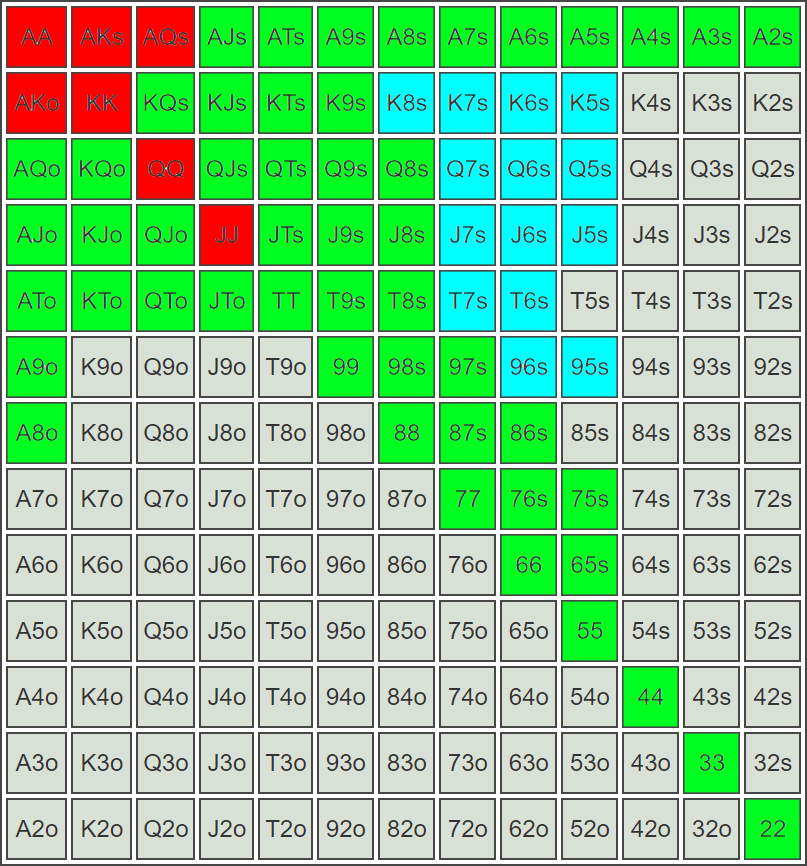 AA AKs AQs AJs ATs A9s A8s A7s A6s A5s A4s A3s A2s
AKo KK KQs KJs KTs K9s K8s K7s K6s K5s K4s K3s K2s
AQo KQo QQ QJs QTs Q9s Q8s Q7s Q6s Q5s Q4s Q3s Q2s
AJo KJo QJo JJ JTs J9s J8s J7s J6s J5s J4s J3s J2s
ATo KTo QTo JTo TT T9s T8s T7s T6s T5s T4s T3s T2s
A9o K9o Q9o J9o T9o 99 98s 97s 96s 95s 94s 93s 92s
A8o K8o Q8o J8o T8o 98o 88 87s 86s 85s 84s 83s 82s
A7o K7o Q7o J7o T7o 97o 87o 77 76s 75s 74s 73s 72s
A6o K6o Q6o J6o T6o 96o 86o 76o 66 65s 64s 63s 62s
A5o K5o Q5o J5o T5o 95o 85o 75o 65o 55 54s 53s 52s
A4o K4o Q4o J4o T4o 94o 84o 74o 64o 54o 44 43s 42s
A3o K3o Q3o J3o T3o 93o 83o 73o 63o 53o 43o 33 32s
A2o K2o Q2o J2o T2o 92o 82o 72o 62o 52o 42o 32o 22